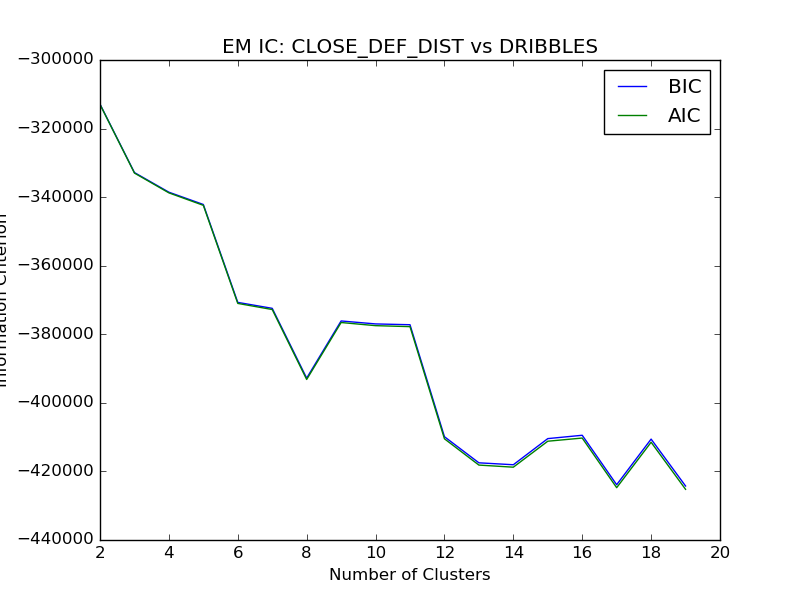 EM IC: CLOSE_DEF_DIST vs DRIBBLES
BIC
AIC
−300000
−320000
−340000
−360000
−380000
−400000
−420000
−440000
Information Criterion
2 4 6 8 10 12 14 16 18 20
Number of Clusters